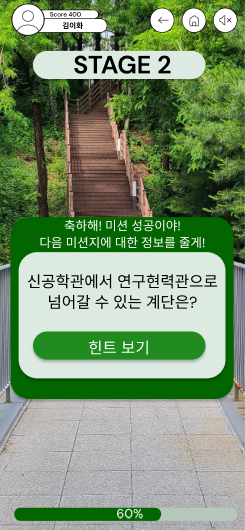 Score 400
김이화
STAGE 2
축하해! 미션 성공이야!
다음 미션지에 대한 정보를 줄게!
신공학관에서 연구현력관으로
넘어갈 수 있는 계단은?
힌트 보기
60%